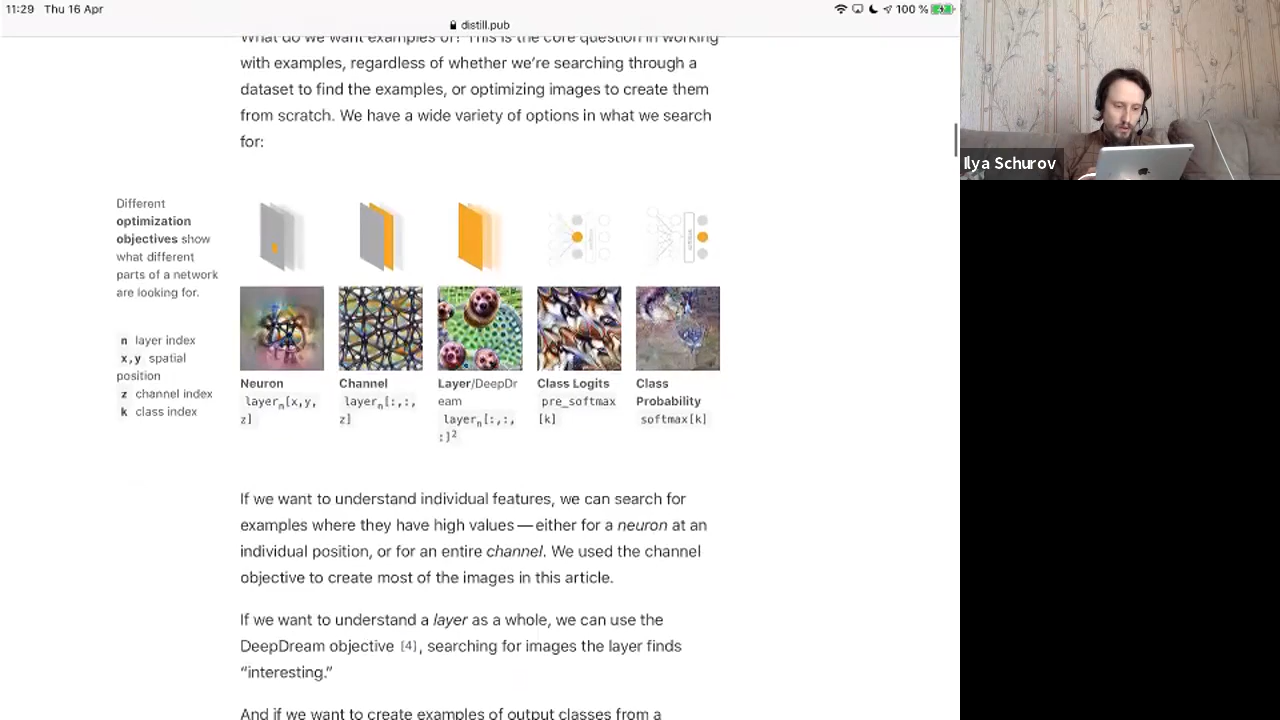 11:29 Thu 16 Apr
100 %
distill.pub
What do we want examples of? This is the core question in working
with examples, regardless of whether we’re searching through a
dataset to find the examples, or optimizing images to create them
from scratch. We have a wide variety of options in what we search
for:
Different
optimization
objectives show
what different
parts of a network
are looking for.
n layer index
x,y spatial
position
z channel index
k class index
softmax
softmax
Neuron
layern[x,y,
z]
Channel
layern[:,:,
z]
Layer/DeepDr
eam
layern[:,:,
:]²
Class Logits
pre_softmax
[k]
Class
Probability
softmax[k]
If we want to understand individual features, we can search for
examples where they have high values — either for a neuron at an
individual position, or for an entire channel. We used the channel
objective to create most of the images in this article.
If we want to understand a layer as a whole, we can use the
DeepDream objective [4], searching for images the layer finds
“interesting.”
And if we want to create examples of output classes from a
Ilya Schurov